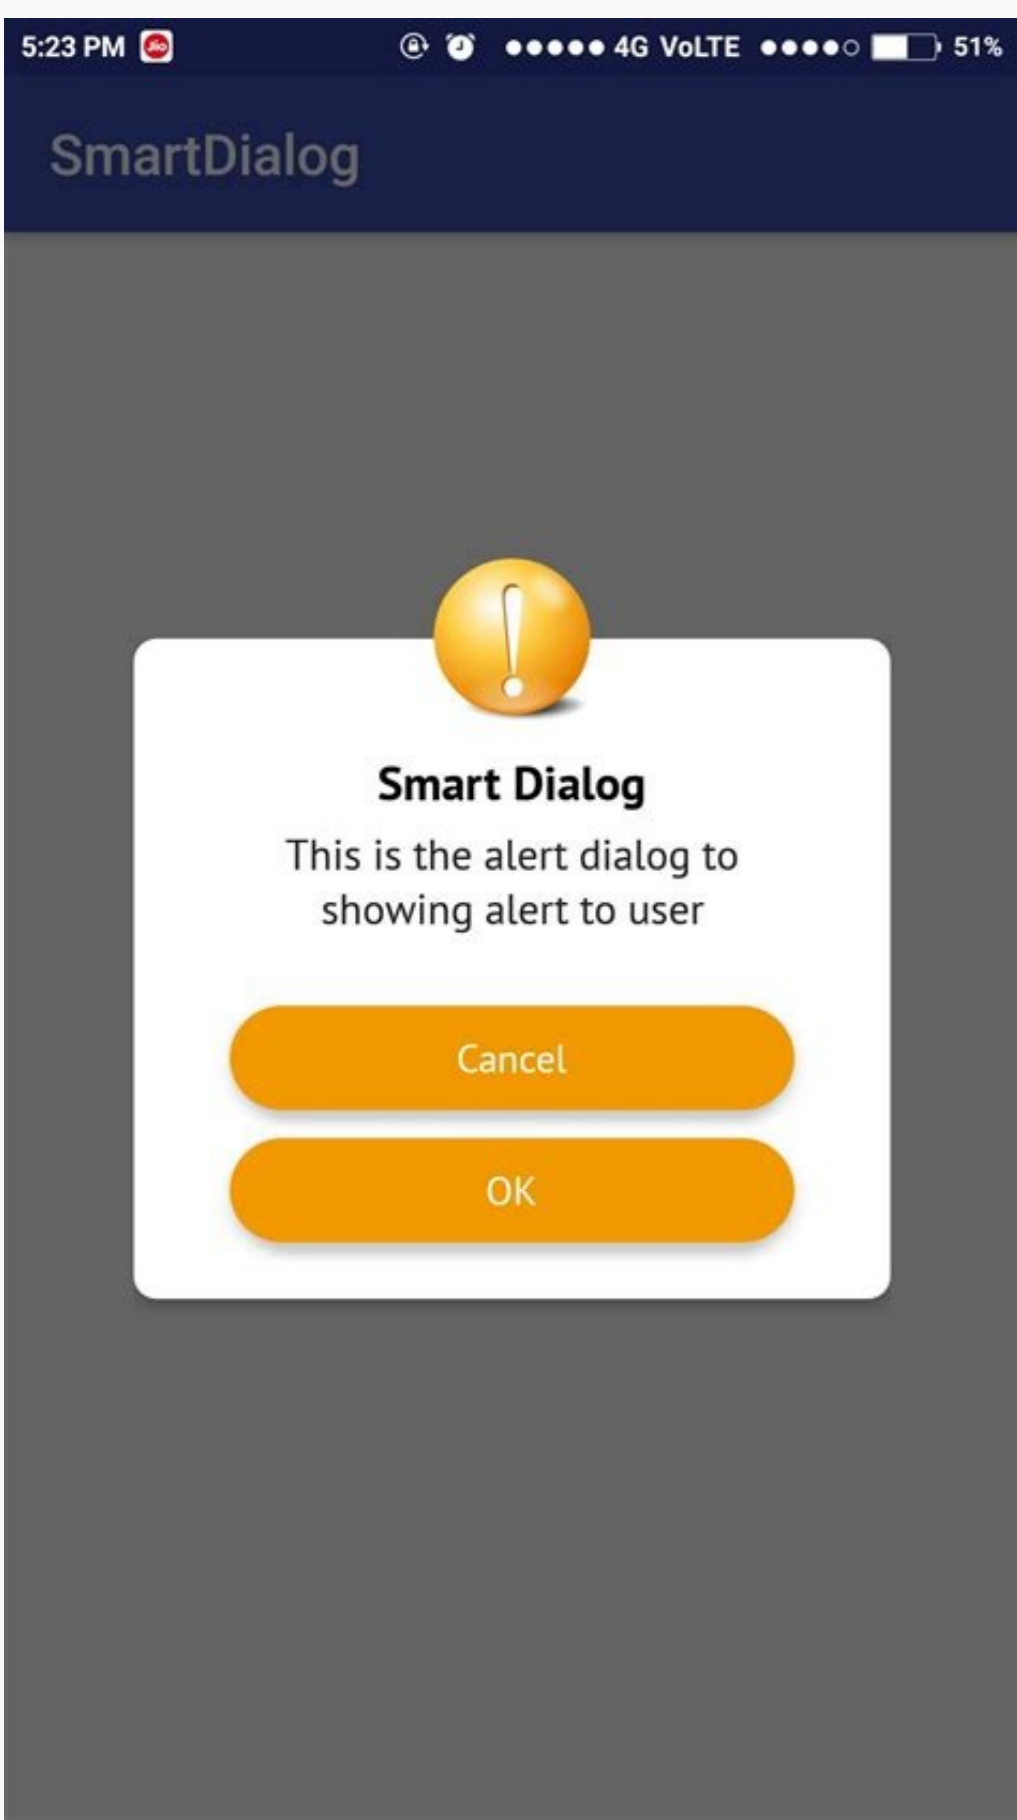 5:23 PM Jio 4G VoLTE 51%
SmartDialog
Smart Dialog
This is the alert dialog to
showing alert to user
Cancel
OK